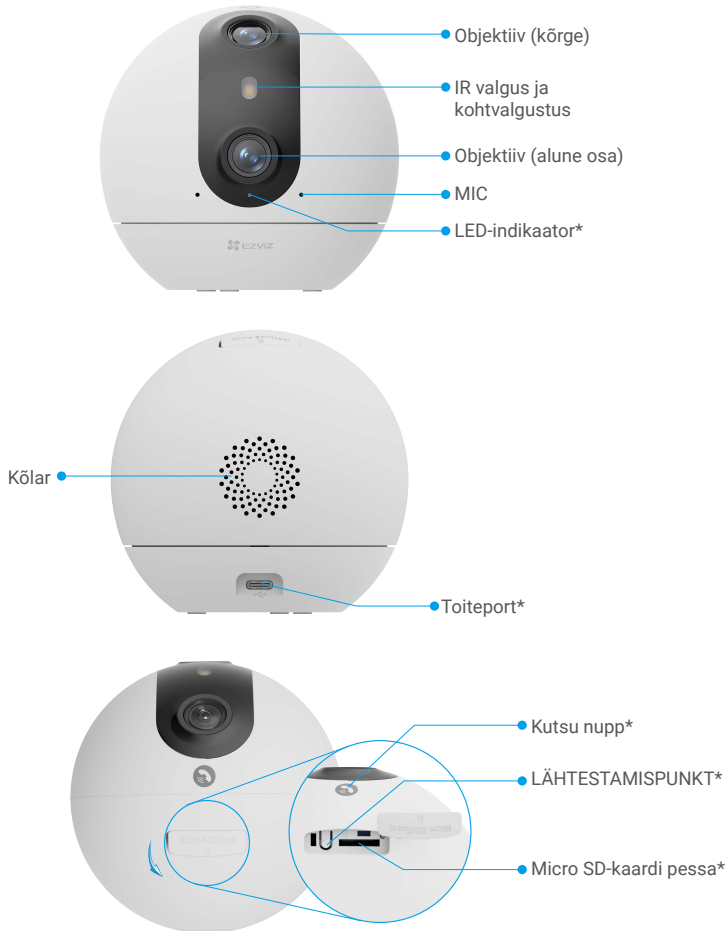 Objektiiv (kõrge)
IR valgus ja
kohtvalgustus
Objektiiv (alune osa)
MIC
LED-indikaator*
EZVIZ
Kõlar
Toiteport*
Kutsu nupp*
LÄHTESTAMISPUNKT*
Micro SD-kaardi pessa*